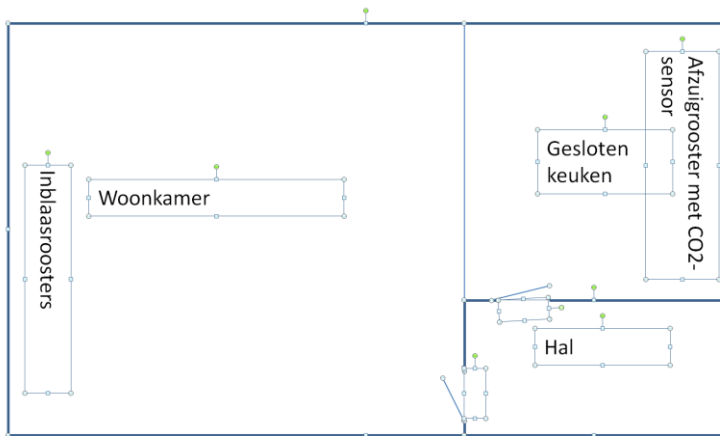 Inblaasroosters
Woonkamer
Gesloten
keuken
Afzuigrooster met CO2-
sensor
Hal